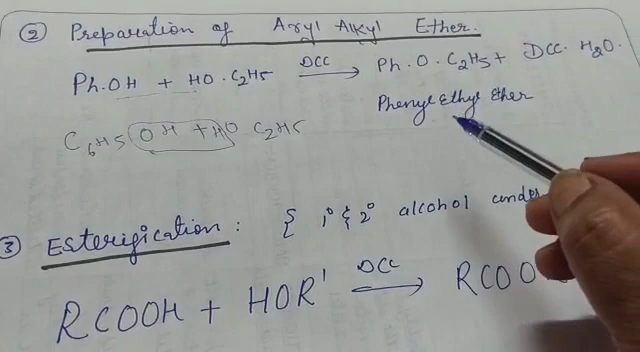 ② Preparation of Aryl Alkyl Ether.
Ph.OH + HO.C2H5 DCC → Ph.O.C2H5 + DCC.H2O.
Phenyl Ethyl Ether
C6H5 OH + HO C2H5
③ Esterification : { 1° & 2° alcohol under
RCOOH + HOR' DCC → RCOO